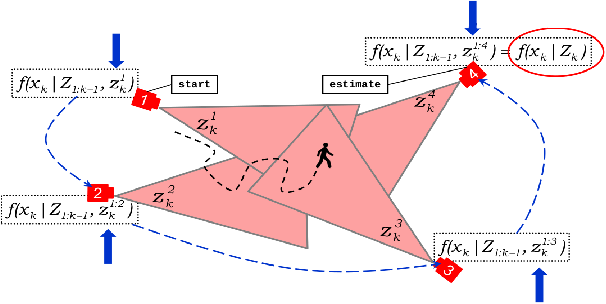 f(x_k | Z_{1:k-1}, z_k^{1:4}) = f(x_k | Z_k)
f(x_k | Z_{1:k-1}, z_k^1)
start
estimate
1
4
z_k^1
z_k^4
2
z_k^2
f(x_k | Z_{1:k-1}, z_k^{1:2})
z_k^3
f(x_k | Z_{1:k-1}, z_k^{1:3})
3